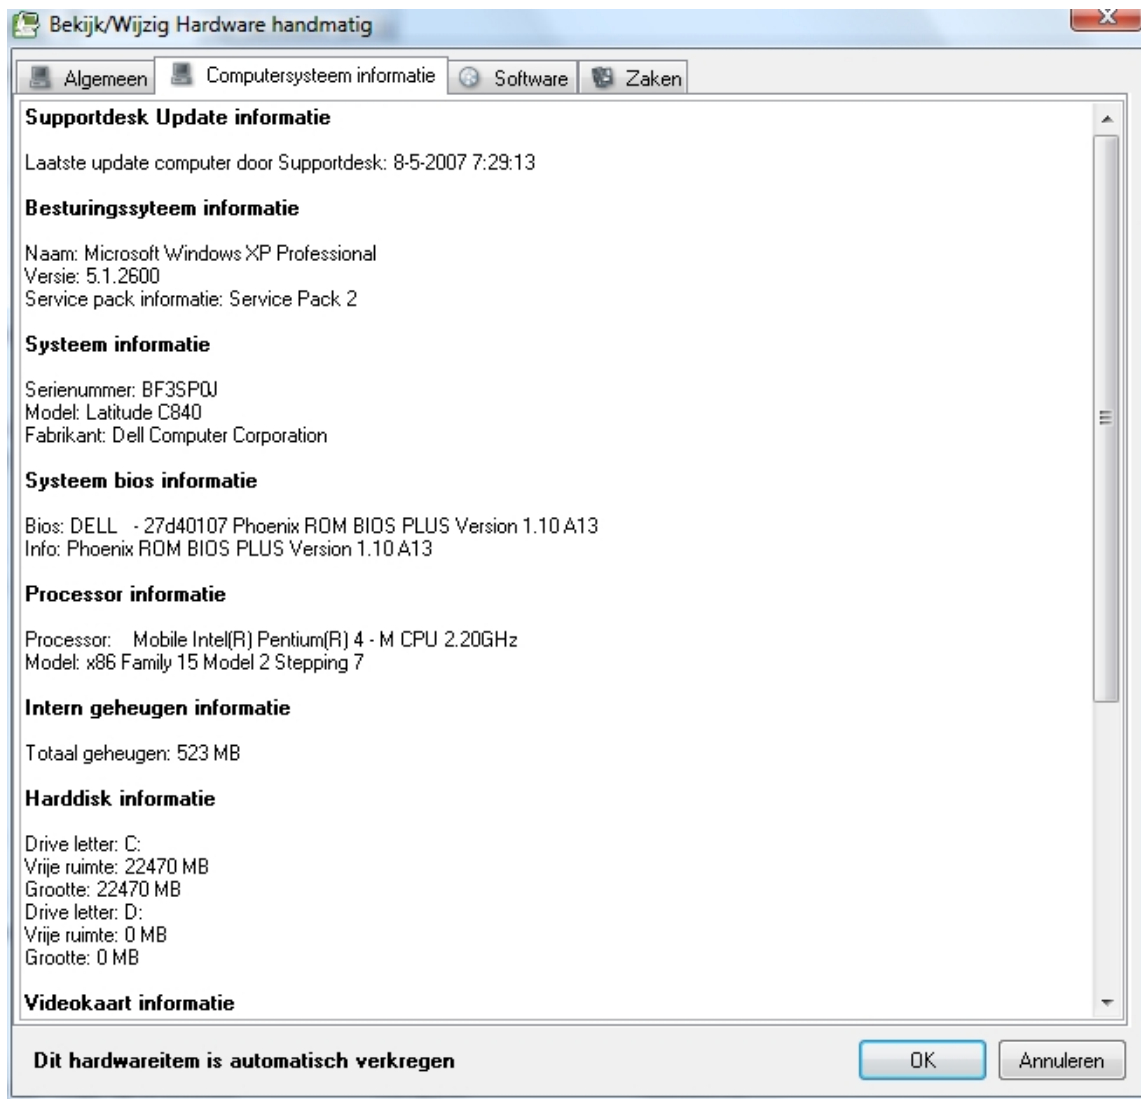 Bekijk/Wijzig Hardware handmatig
Algemeen
Computersysteem informatie
Software
Zaken
Supportdesk Update informatie
Laatste update computer door Supportdesk: 8-5-2007 7:29:13
Besturingssyteem informatie
Naam: Microsoft Windows XP Professional
Versie: 5.1.2600
Service pack informatie: Service Pack 2
Systeem informatie
Serienummer: BF3SP0J
Model: Latitude C840
Fabrikant: Dell Computer Corporation
Systeem bios informatie
Bios: DELL   - 27d40107 Phoenix ROM BIOS PLUS Version 1.10 A13
Info: Phoenix ROM BIOS PLUS Version 1.10 A13
Processor informatie
Processor:    Mobile Intel(R) Pentium(R) 4 - M CPU 2.20GHz
Model: x86 Family 15 Model 2 Stepping 7
Intern geheugen informatie
Totaal geheugen: 523 MB
Harddisk informatie
Drive letter: C:
Vrije ruimte: 22470 MB
Grootte: 22470 MB
Drive letter: D:
Vrije ruimte: 0 MB
Grootte: 0 MB
Videokaart informatie
Dit hardwareitem is automatisch verkregen
OK
Annuleren